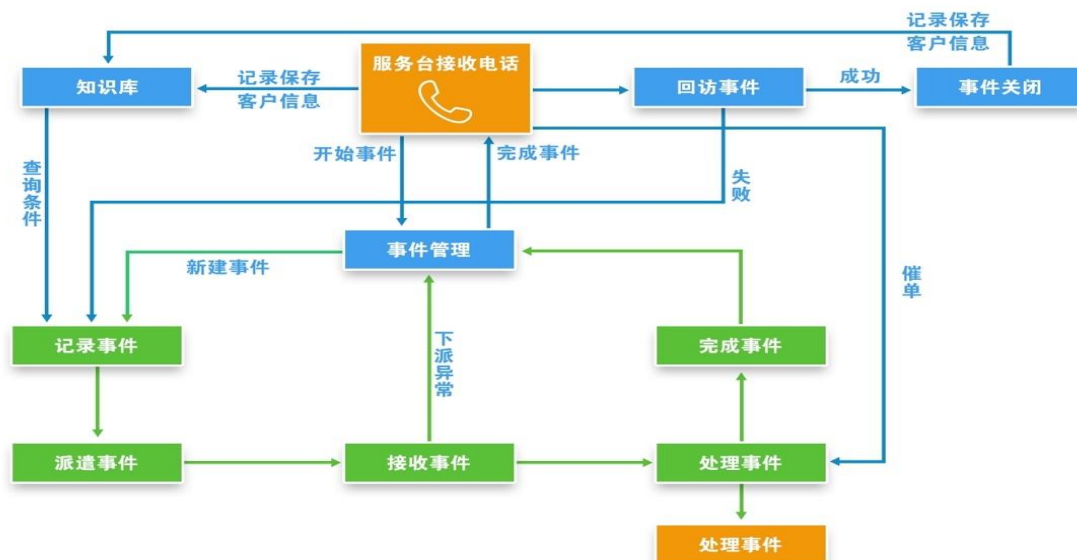 记录保存
客户信息
服务台接收电话
知识库
记录保存
客户信息
回访事件
成功
事件关闭
开始事件
完成事件
查询条件
失败
事件管理
新建事件
催单
记录事件
下派异常
完成事件
派遣事件
接收事件
处理事件
处理事件